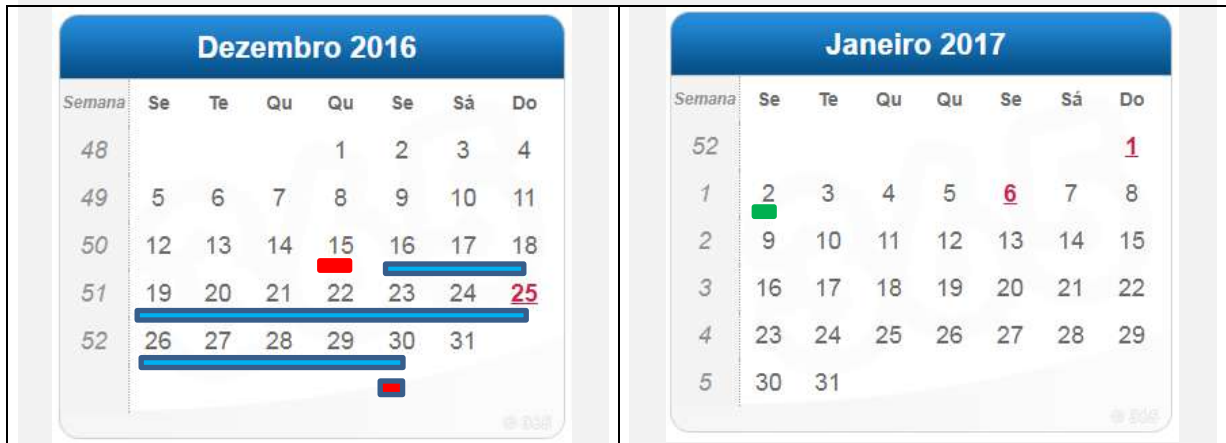 Dezembro 2016
Semana Se Te Qu Qu Se Sá Do
48 1 2 3 4
49 5 6 7 8 9 10 11
50 12 13 14 15 16 17 18
51 19 20 21 22 23 24 25
52 26 27 28 29 30 31
Janeiro 2017
Semana Se Te Qu Qu Se Sá Do
52 1
1 2 3 4 5 6 7 8
2 9 10 11 12 13 14 15
3 16 17 18 19 20 21 22
4 23 24 25 26 27 28 29
5 30 31